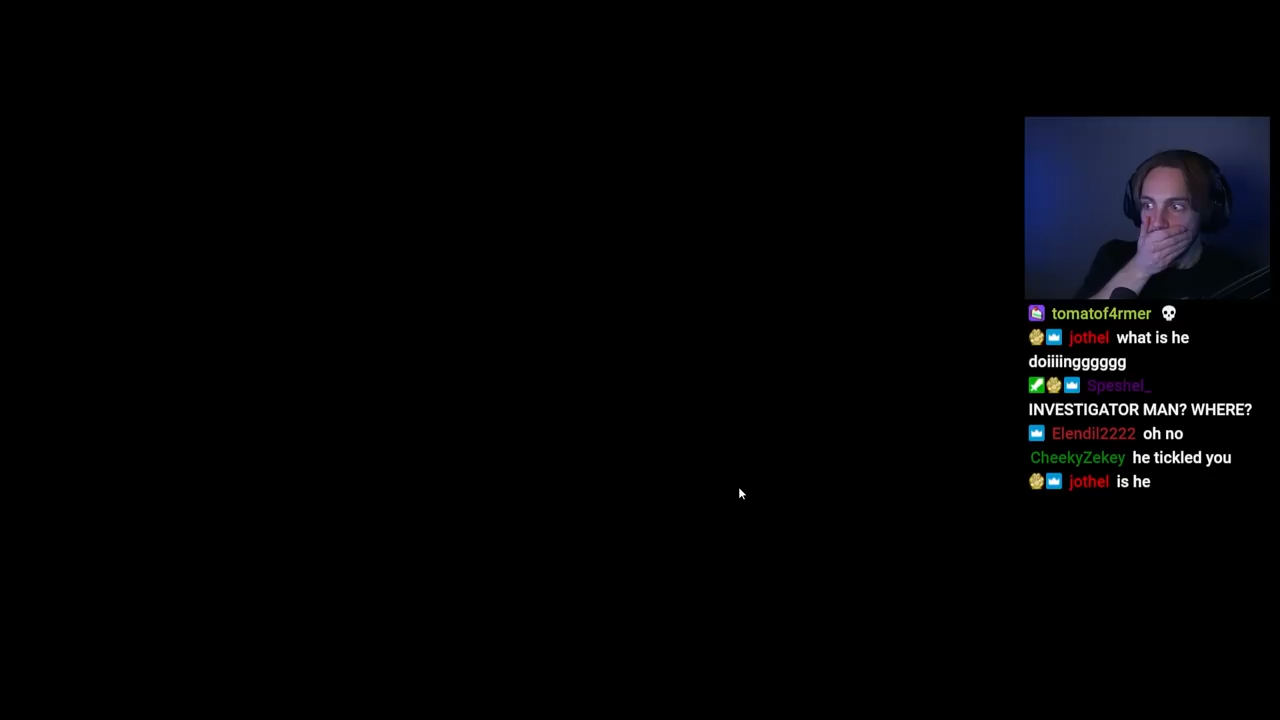 tomatof4rmer 💀
jothel what is he
doiiiingggggg
Speshel_
INVESTIGATOR MAN? WHERE?
Elendil2222 oh no
CheekyZekey he tickled you
jothel is he